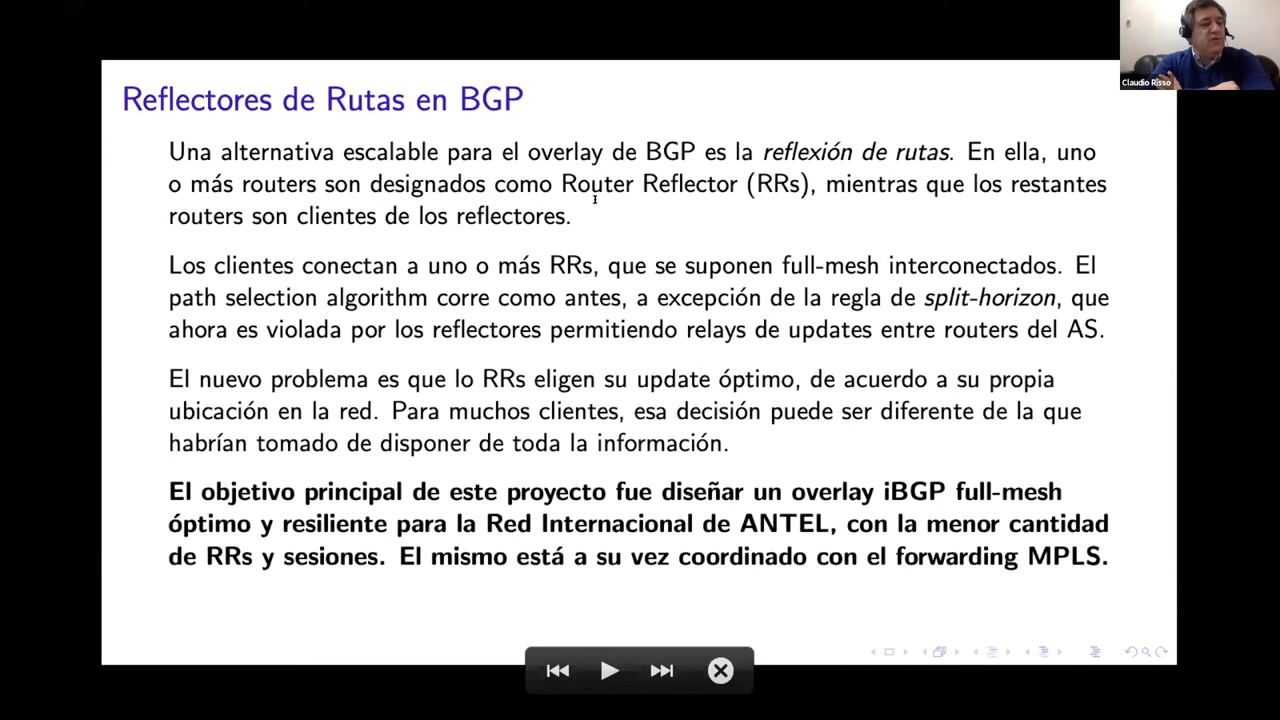 Claudio Risso
Reflectores de Rutas en BGP
Una alternativa escalable para el overlay de BGP es la reflexión de rutas. En ella, uno
o más routers son designados como Router Reflector (RRs), mientras que los restantes
routers son clientes de los reflectores.
Los clientes conectan a uno o más RRs, que se suponen full-mesh interconectados. El
path selection algorithm corre como antes, a excepción de la regla de split-horizon, que
ahora es violada por los reflectores permitiendo relays de updates entre routers del AS.
El nuevo problema es que lo RRs eligen su update óptimo, de acuerdo a su propia
ubicación en la red. Para muchos clientes, esa decisión puede ser diferente de la que
habrían tomado de disponer de toda la información.
El objetivo principal de este proyecto fue diseñar un overlay iBGP full-mesh
óptimo y resiliente para la Red Internacional de ANTEL, con la menor cantidad
de RRs y sesiones. El mismo está a su vez coordinado con el forwarding MPLS.